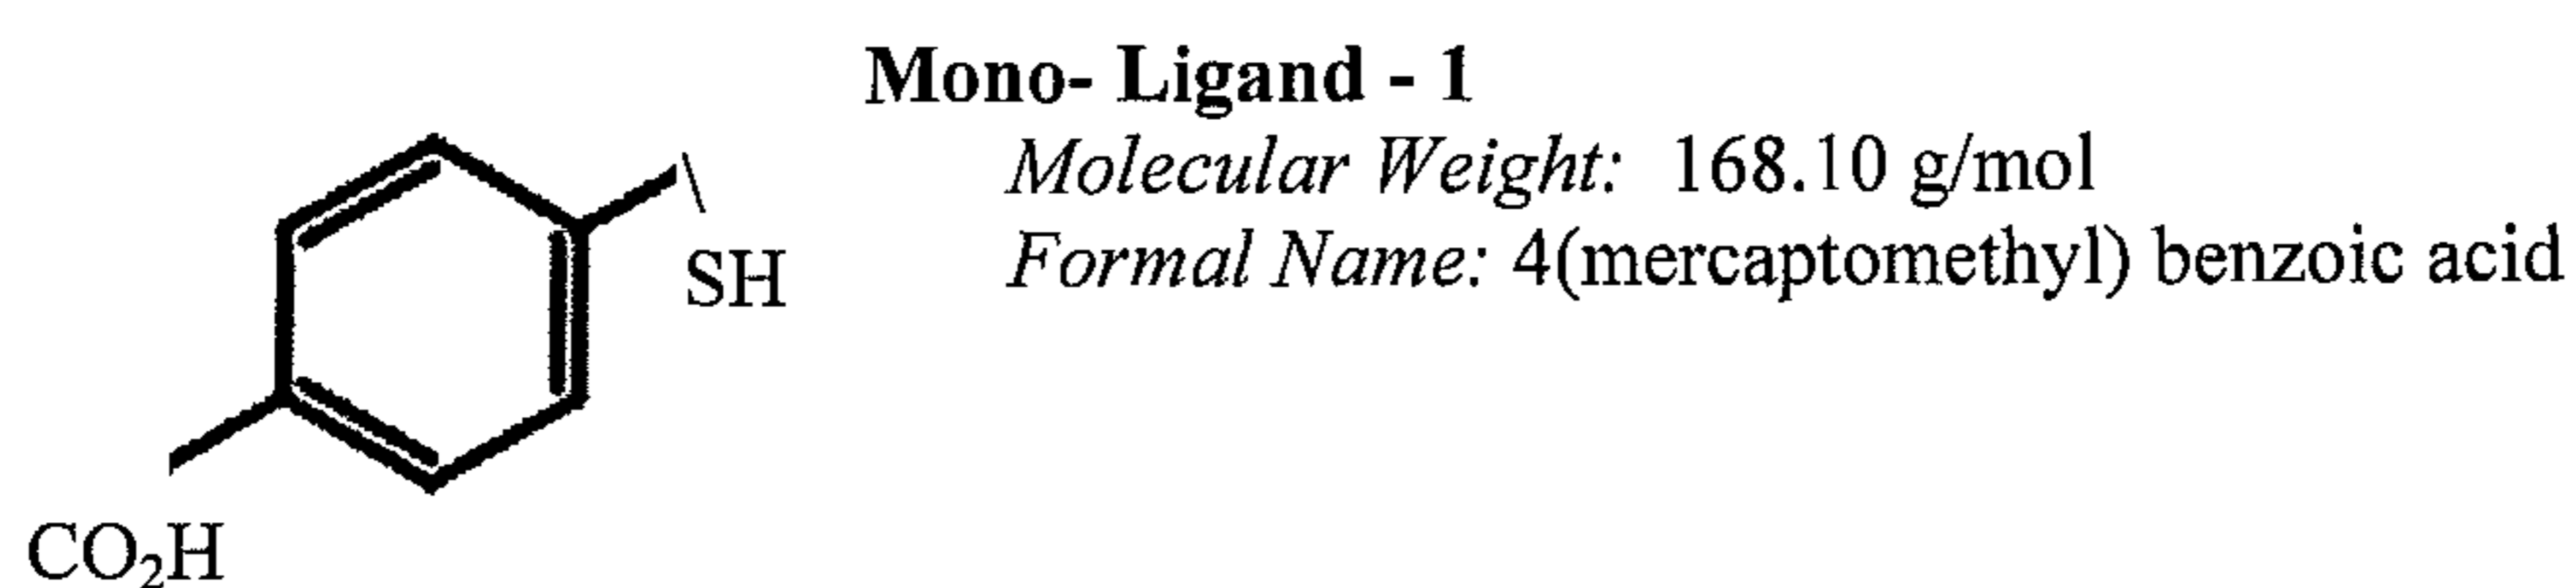 Mono- Ligand - 1
Molecular Weight: 168.10 g/mol
Formal Name: 4(mercaptomethyl) benzoic acid
SH
CO₂H